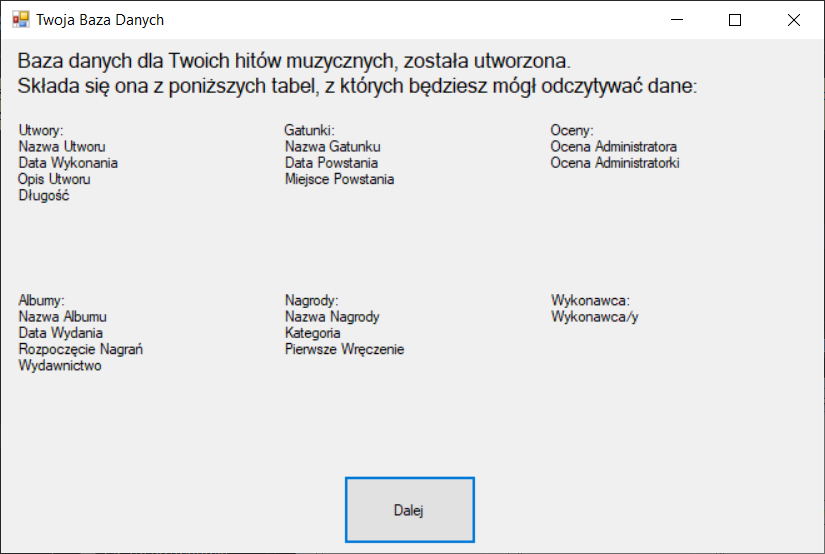 Twoja Baza Danych
Baza danych dla Twoich hitów muzycznych, została utworzona.
Składa się ona z poniższych tabel, z których będziesz mógł odczytywać dane:
Utwory:
Nazwa Utworu
Data Wykonania
Opis Utworu
Długość
Gatunki:
Nazwa Gatunku
Data Powstania
Miejsce Powstania
Oceny:
Ocena Administratora
Ocena Administratorki
Albumy:
Nazwa Albumu
Data Wydania
Rozpoczęcie Nagrań
Wydawnictwo
Nagrody:
Nazwa Nagrody
Kategoria
Pierwsze Wręczenie
Wykonawca:
Wykonawca/y
Dalej